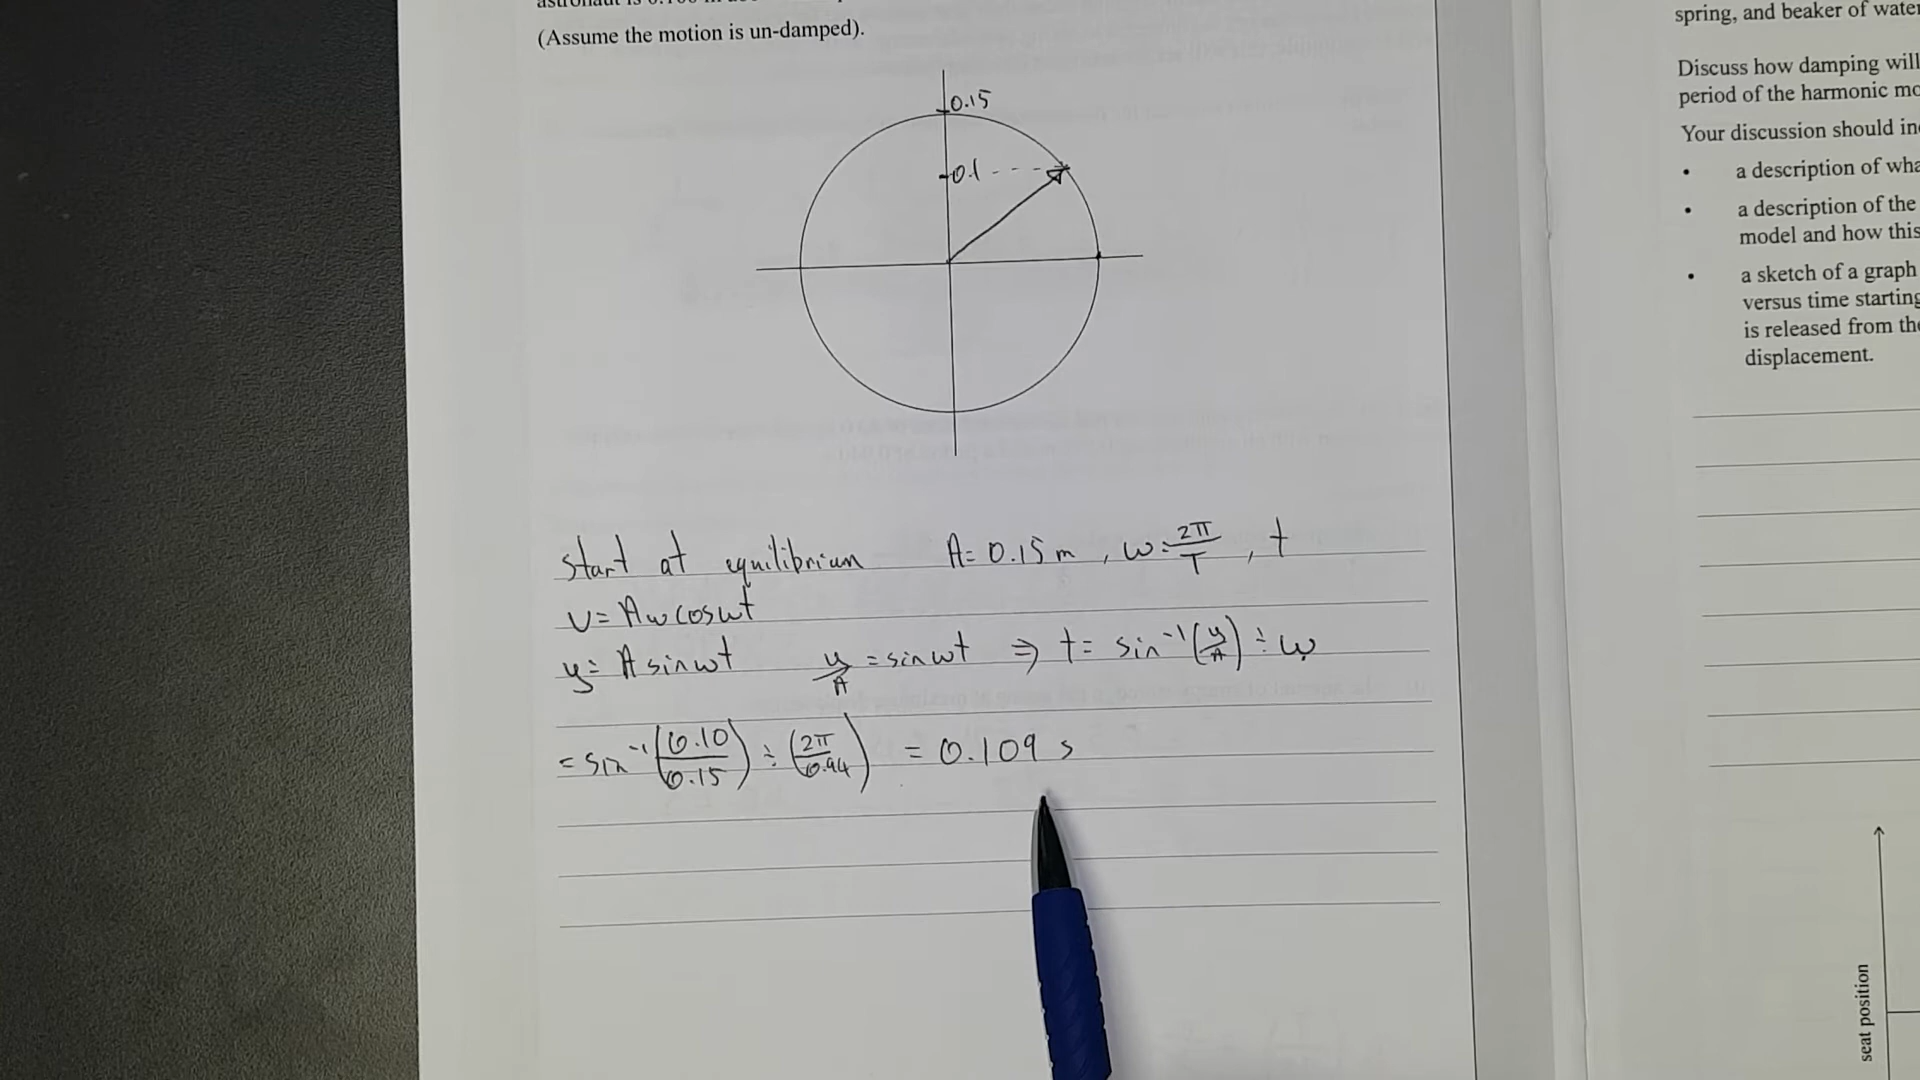 (Assume the motion is un-damped).
0.15
0.1
Start at equilibrium A = 0.15 m , ω = 2π/T , t
v = Aω cos ωt
y = A sin ωt y/A = sin ωt ⇒ t = sin⁻¹(y/A) ÷ ω
= sin⁻¹(0.10/0.15) ÷ (2π/0.94) = 0.109 s
spring, and beaker of water
Discuss how damping will
period of the harmonic mo
Your discussion should in
• a description of wha
• a description of the
model and how this
• a sketch of a graph
versus time starting
is released from the
displacement.
seat position